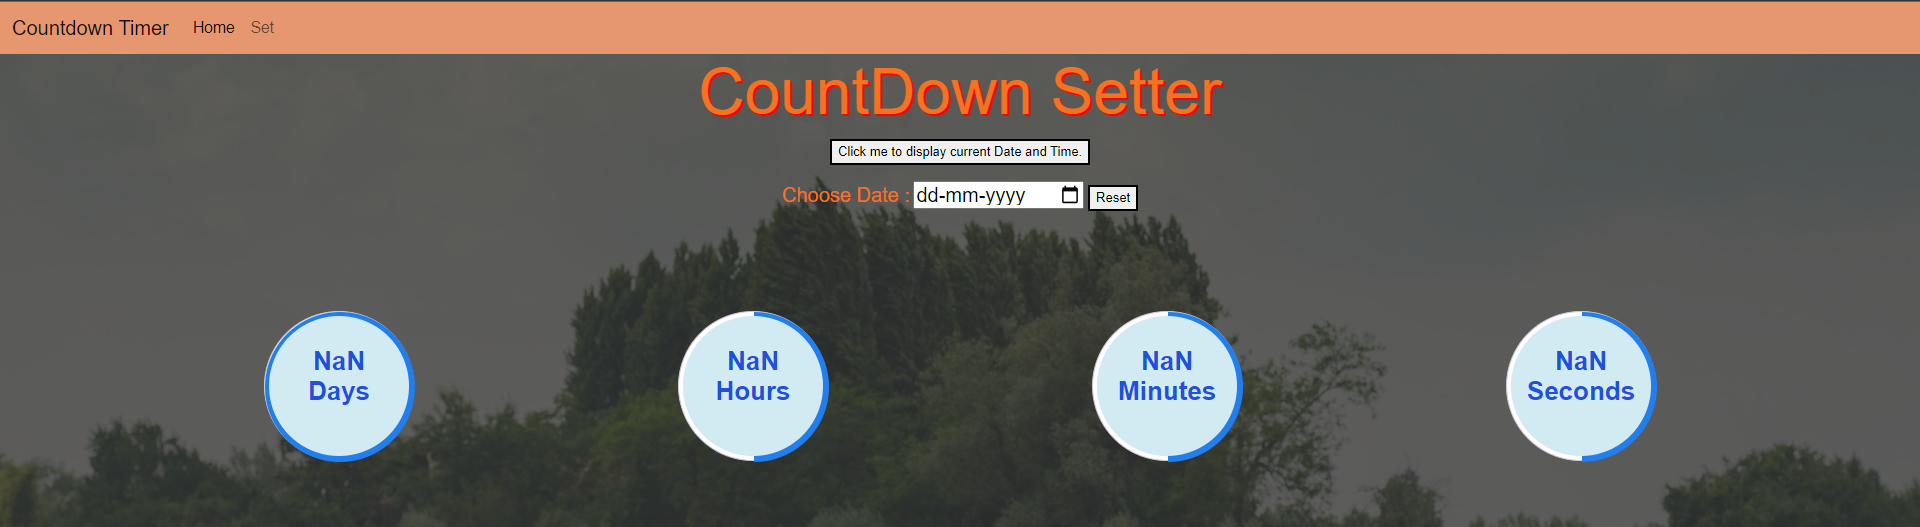 Countdown Timer Home Set
CountDown Setter
Click me to display current Date and Time.
Choose Date : dd-mm-yyyy Reset
NaN
Days
NaN
Hours
NaN
Minutes
NaN
Seconds